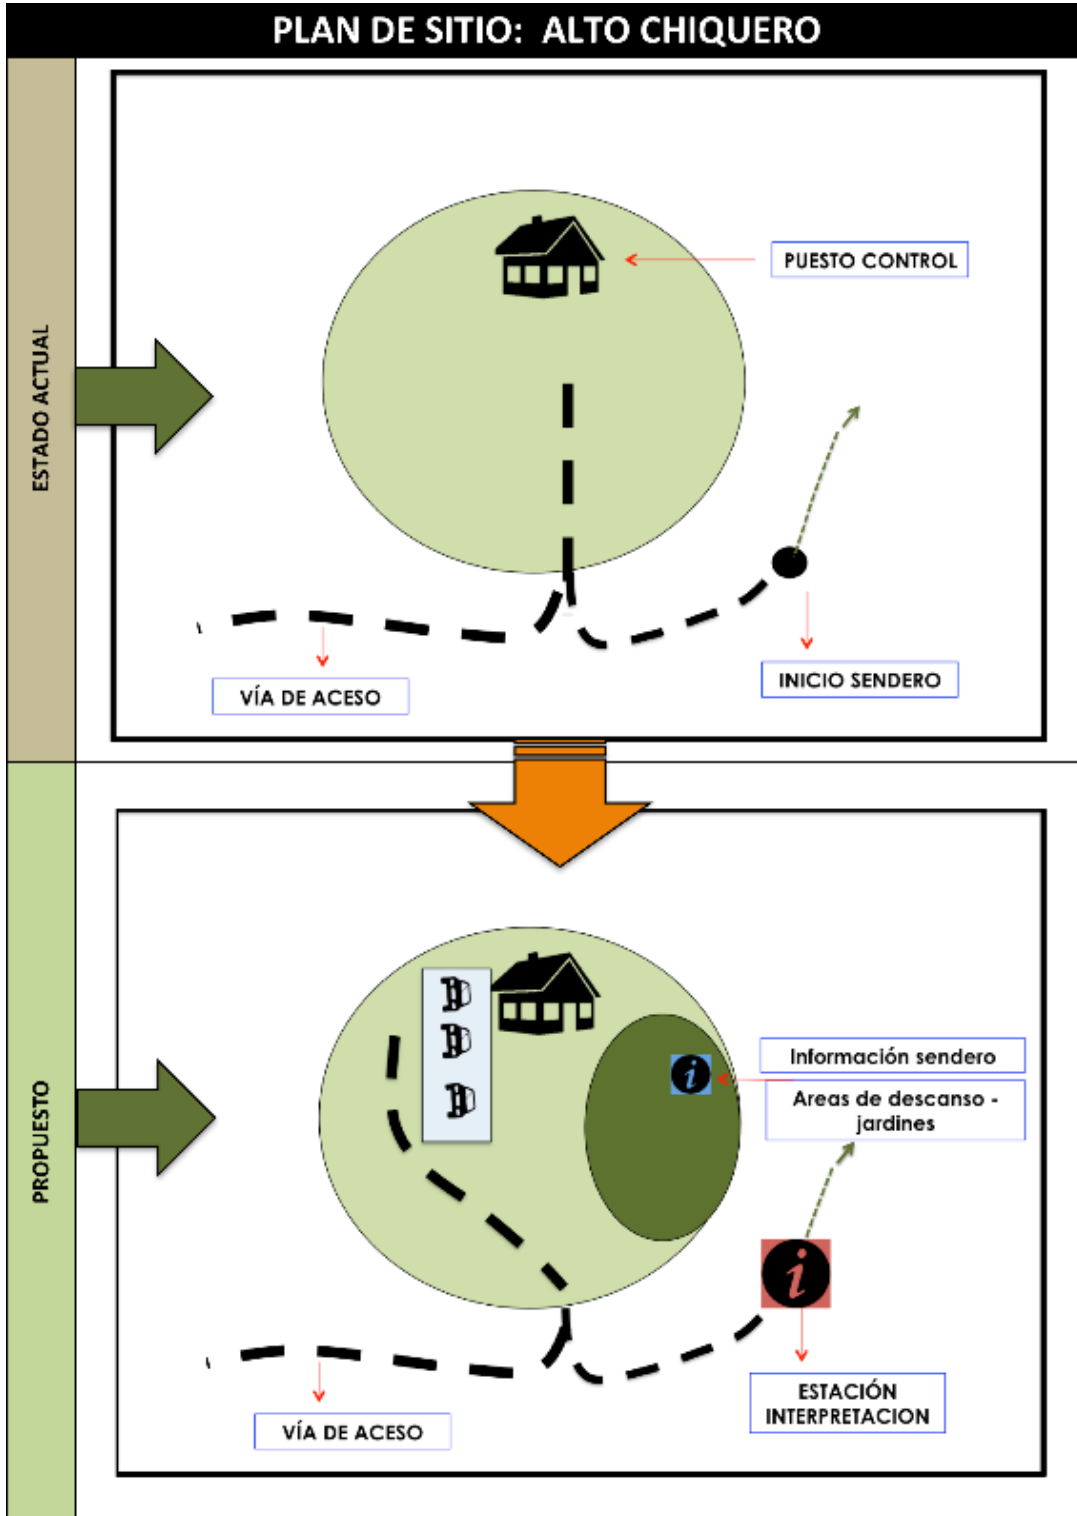 PLAN DE SITIO: ALTO CHIQUERO
ESTADO ACTUAL
PUESTO CONTROL
INICIO SENDERO
VÍA DE ACESO
PROPUESTO
i
Información sendero
Areas de descanso -
jardines
i
ESTACIÓN
INTERPRETACION
VÍA DE ACESO